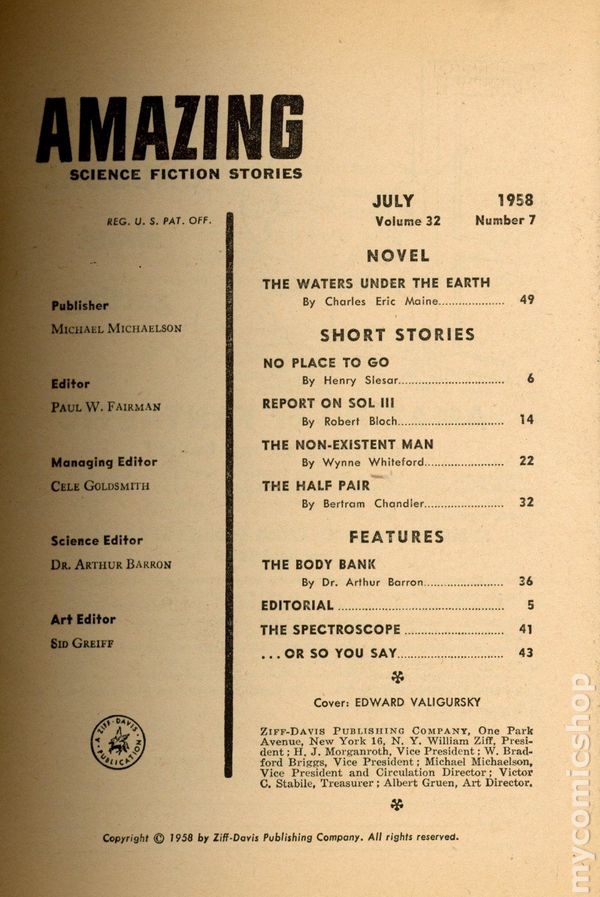 AMAZING
SCIENCE FICTION STORIES
REG. U. S. PAT. OFF.
Publisher
MICHAEL MICHAELSON
Editor
PAUL W. FAIRMAN
Managing Editor
CELE GOLDSMITH
Science Editor
DR. ARTHUR BARRON
Art Editor
SID GREIFF
A ZIFF-DAVIS PUBLICATION
JULY 1958
Volume 32 Number 7
NOVEL
THE WATERS UNDER THE EARTH
By Charles Eric Maine.................... 49
SHORT STORIES
NO PLACE TO GO
By Henry Slesar................................ 6
REPORT ON SOL III
By Robert Bloch................................ 14
THE NON-EXISTENT MAN
By Wynne Whiteford........................ 22
THE HALF PAIR
By Bertram Chandler........................ 32
FEATURES
THE BODY BANK
By Dr. Arthur Barron........................ 36
EDITORIAL .................................................. 5
THE SPECTROSCOPE .............................. 41
...OR SO YOU SAY................................ 43
Cover: EDWARD VALIGURSKY
ZIFF-DAVIS PUBLISHING COMPANY, One Park
Avenue, New York 16, N. Y. William Ziff, Presi-
dent; H. J. Morganroth, Vice President; W. Brad-
ford Briggs, Vice President; Michael Michaelson,
Vice President and Circulation Director; Victor
C. Stabile, Treasurer; Albert Gruen, Art Director.
Copyright © 1958 by Ziff-Davis Publishing Company. All rights reserved.
mycomicshop